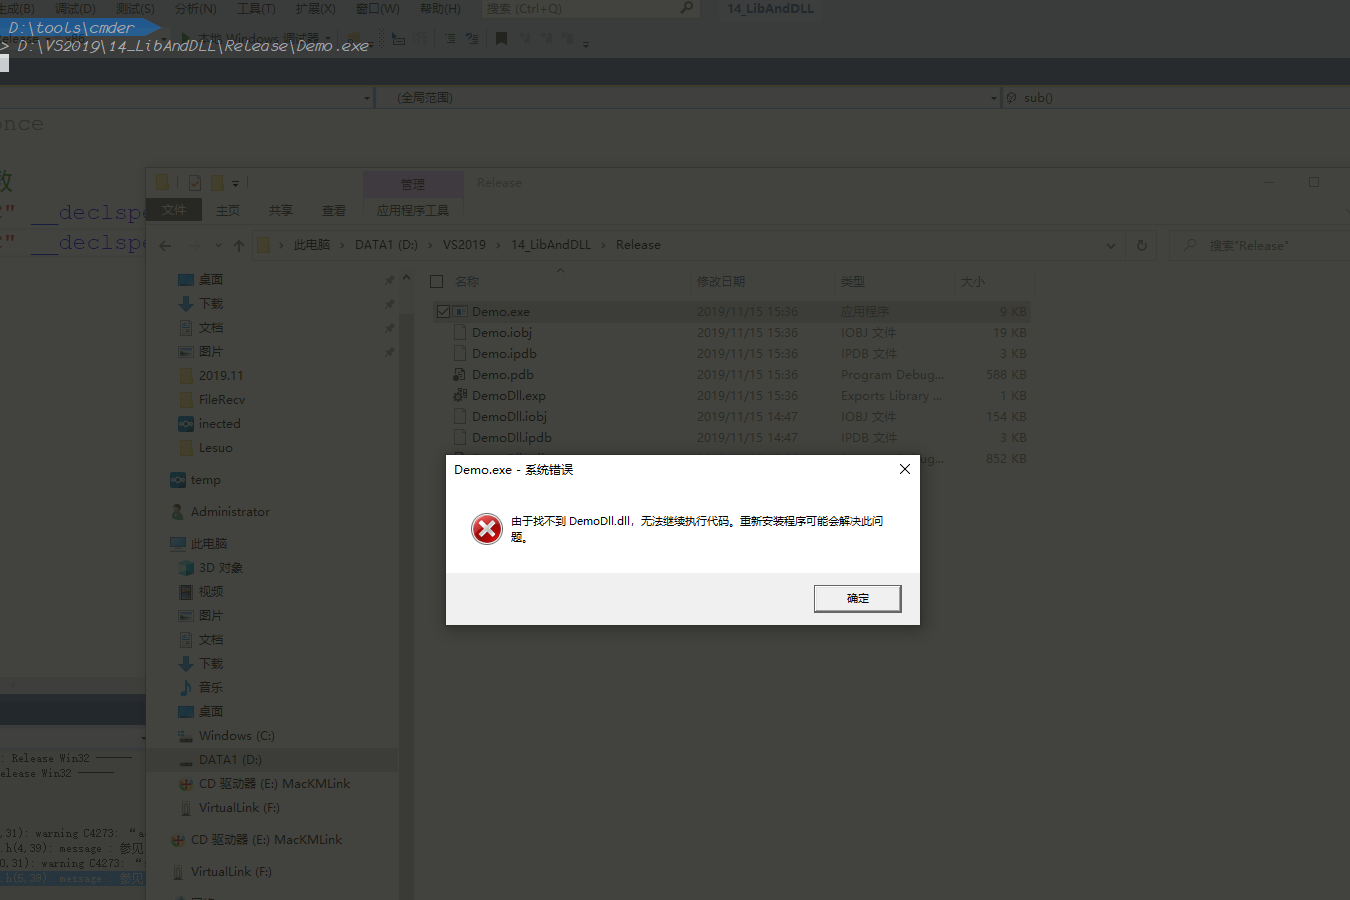 生成(B) 调试(D) 测试(S) 分析(N) 工具(T) 扩展(X) 窗口(W) 帮助(H) 搜索 (Ctrl+Q) 14_LibAndDLL
D:\tools\cmder
本地 Windows 调试器
> D:\VS2019\14_LibAndDLL\Release\Demo.exe
(全局范围) sub()
once
数
" __declspe
" __declspe
管理 Release
文件 主页 共享 查看 应用程序工具
此电脑 > DATA1 (D:) > VS2019 > 14_LibAndDLL > Release 搜索"Release"
名称 修改日期 类型 大小
桌面
下载
文档
图片
2019.11
FileRecv
inected
Lesuo
temp
Administrator
此电脑
3D 对象
视频
图片
文档
下载
音乐
桌面
Windows (C:)
DATA1 (D:)
CD 驱动器 (E:) MacKMLink
VirtualLink (F:)
CD 驱动器 (E:) MacKMLink
VirtualLink (F:)
Demo.exe 2019/11/15 15:36 应用程序 9 KB
Demo.iobj 2019/11/15 15:36 IOBJ 文件 19 KB
Demo.ipdb 2019/11/15 15:36 IPDB 文件 3 KB
Demo.pdb 2019/11/15 15:36 Program Debug... 588 KB
DemoDll.exp 2019/11/15 15:36 Exports Library ... 1 KB
DemoDll.iobj 2019/11/15 14:47 IOBJ 文件 154 KB
DemoDll.ipdb 2019/11/15 14:47 IPDB 文件 3 KB
ug... 852 KB
Demo.exe - 系统错误
由于找不到 DemoDll.dll，无法继续执行代码。重新安装程序可能会解决此问
题。
确定
: Release Win32 ------
elease Win32 ------
,31): warning C4273: “a
.h(4,39): message : 参见
0,31): warning C4273: “
.h(5,39): message : 参见